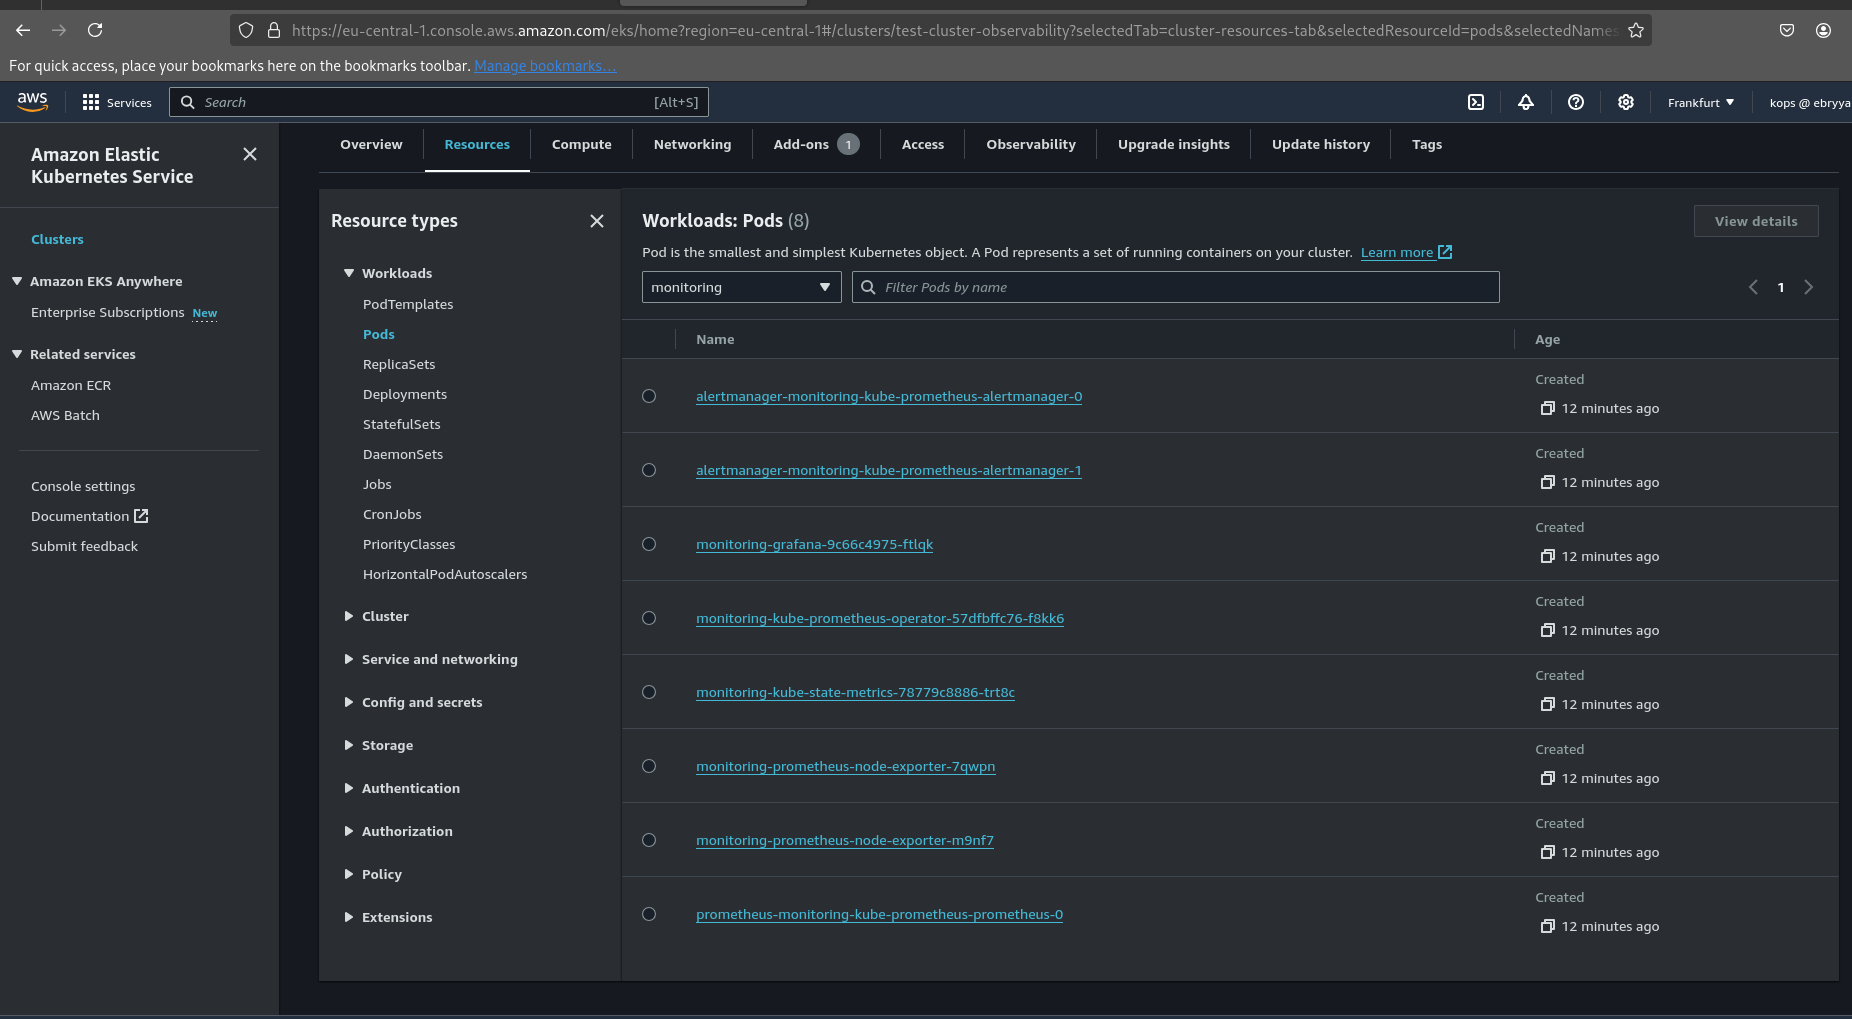 https://eu-central-1.console.aws.amazon.com/eks/home?region=eu-central-1#/clusters/test-cluster-observability?selectedTab=cluster-resources-tab&selectedResourceId=pods&selectedNames
For quick access, place your bookmarks here on the bookmarks toolbar. Manage bookmarks...
aws Services Search [Alt+S] Frankfurt kops @ ebryya
Amazon Elastic
Kubernetes Service
Clusters
Amazon EKS Anywhere
Enterprise Subscriptions New
Related services
Amazon ECR
AWS Batch
Console settings
Documentation
Submit feedback
Overview Resources Compute Networking Add-ons 1 Access Observability Upgrade insights Update history Tags
Resource types
Workloads
PodTemplates
Pods
ReplicaSets
Deployments
StatefulSets
DaemonSets
Jobs
CronJobs
PriorityClasses
HorizontalPodAutoscalers
Cluster
Service and networking
Config and secrets
Storage
Authentication
Authorization
Policy
Extensions
Workloads: Pods (8)
View details
Pod is the smallest and simplest Kubernetes object. A Pod represents a set of running containers on your cluster. Learn more
monitoring Filter Pods by name 1
Name Age
alertmanager-monitoring-kube-prometheus-alertmanager-0
Created
12 minutes ago
alertmanager-monitoring-kube-prometheus-alertmanager-1
Created
12 minutes ago
monitoring-grafana-9c66c4975-ftlqk
Created
12 minutes ago
monitoring-kube-prometheus-operator-57dfbffc76-f8kk6
Created
12 minutes ago
monitoring-kube-state-metrics-78779c8886-trt8c
Created
12 minutes ago
monitoring-prometheus-node-exporter-7qwpn
Created
12 minutes ago
monitoring-prometheus-node-exporter-m9nf7
Created
12 minutes ago
prometheus-monitoring-kube-prometheus-prometheus-0
Created
12 minutes ago